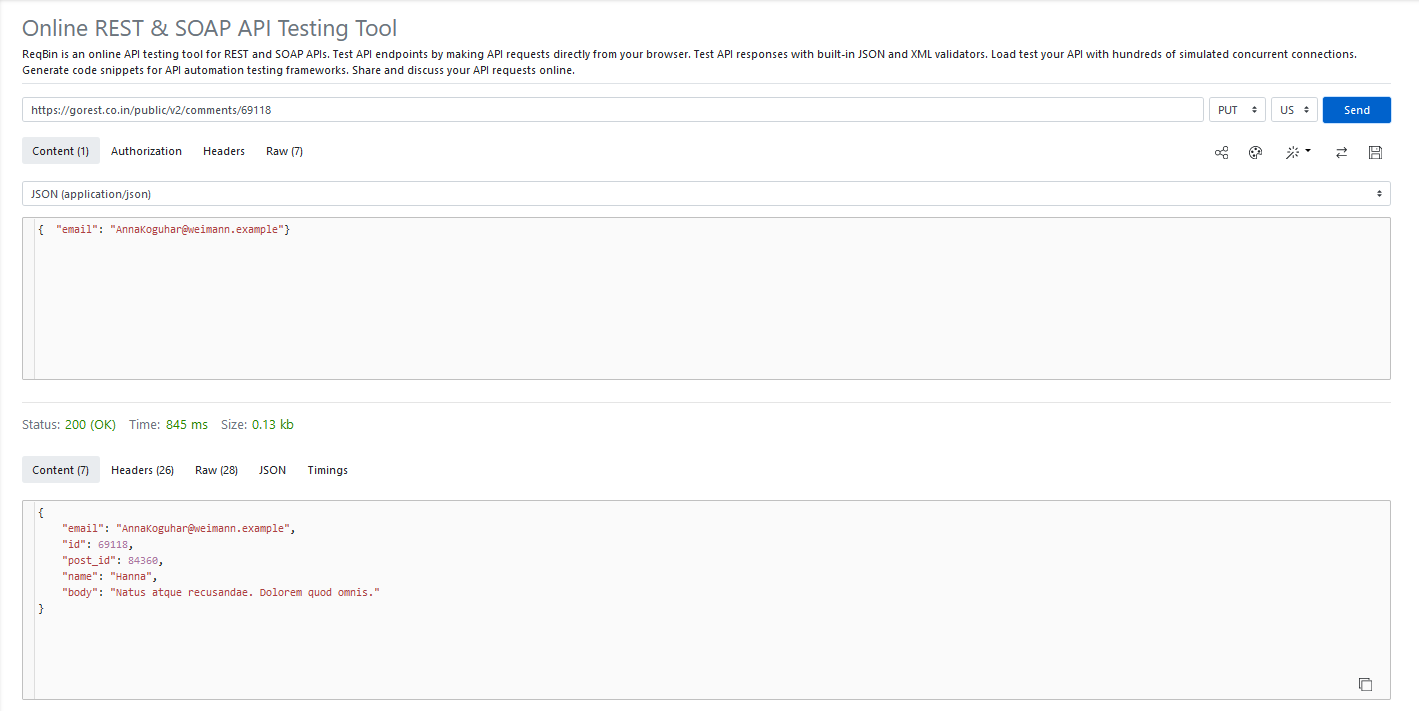 Online REST & SOAP API Testing Tool
ReqBin is an online API testing tool for REST and SOAP APIs. Test API endpoints by making API requests directly from your browser. Test API responses with built-in JSON and XML validators. Load test your API with hundreds of simulated concurrent connections.
Generate code snippets for API automation testing frameworks. Share and discuss your API requests online.
https://gorest.co.in/public/v2/comments/69118 PUT US Send
Content (1) Authorization Headers Raw (7)
JSON (application/json)
{  "email": "AnnaKoguhar@weimann.example"}
Status: 200 (OK) Time: 845 ms Size: 0.13 kb
Content (7) Headers (26) Raw (28) JSON Timings
{
    "email": "AnnaKoguhar@weimann.example",
    "id": 69118,
    "post_id": 84360,
    "name": "Hanna",
    "body": "Natus atque recusandae. Dolorem quod omnis."
}